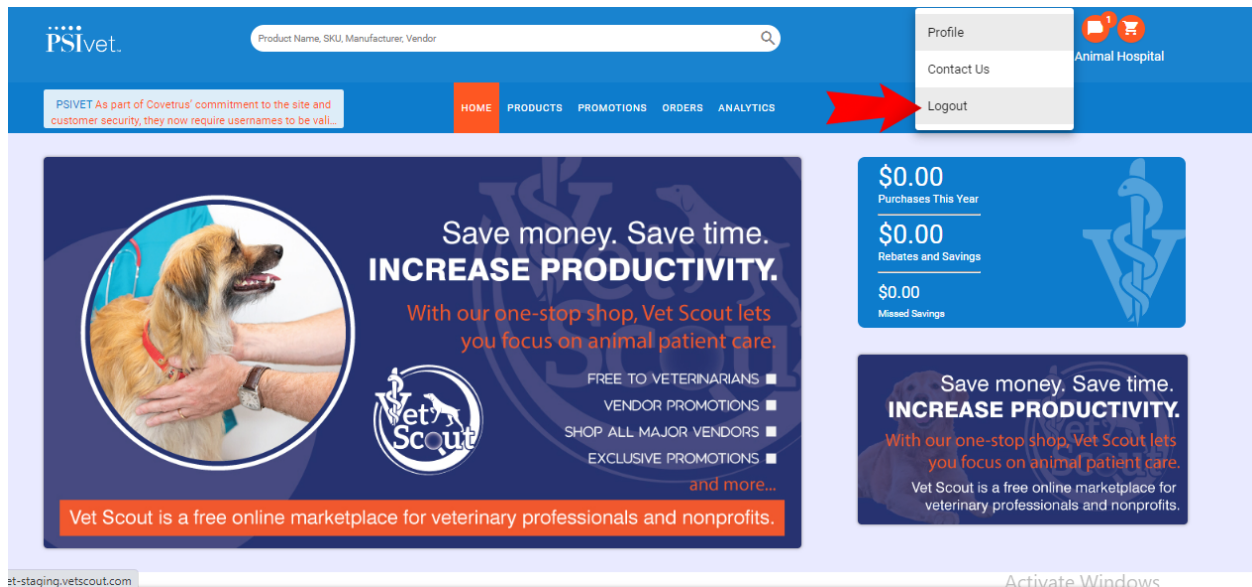 PSIvet.
Product Name, SKU, Manufacturer, Vendor
Profile
Contact Us
Logout
1
Animal Hospital
PSIVET As part of Covetrus' commitment to the site and
customer security, they now require usernames to be vali...
HOME PRODUCTS PROMOTIONS ORDERS ANALYTICS
Save money. Save time.
INCREASE PRODUCTIVITY.
With our one-stop shop, Vet Scout lets
you focus on animal patient care.
Vet
Scout
FREE TO VETERINARIANS
VENDOR PROMOTIONS
SHOP ALL MAJOR VENDORS
EXCLUSIVE PROMOTIONS
and more...
Vet Scout is a free online marketplace for veterinary professionals and nonprofits.
$0.00
Purchases This Year
$0.00
Rebates and Savings
$0.00
Missed Savings
Save money. Save time.
INCREASE PRODUCTIVITY.
With our one-stop shop, Vet Scout lets
you focus on animal patient care.
Vet Scout is a free online marketplace for
veterinary professionals and nonprofits.
et-staging.vetscout.com
Activate Windows